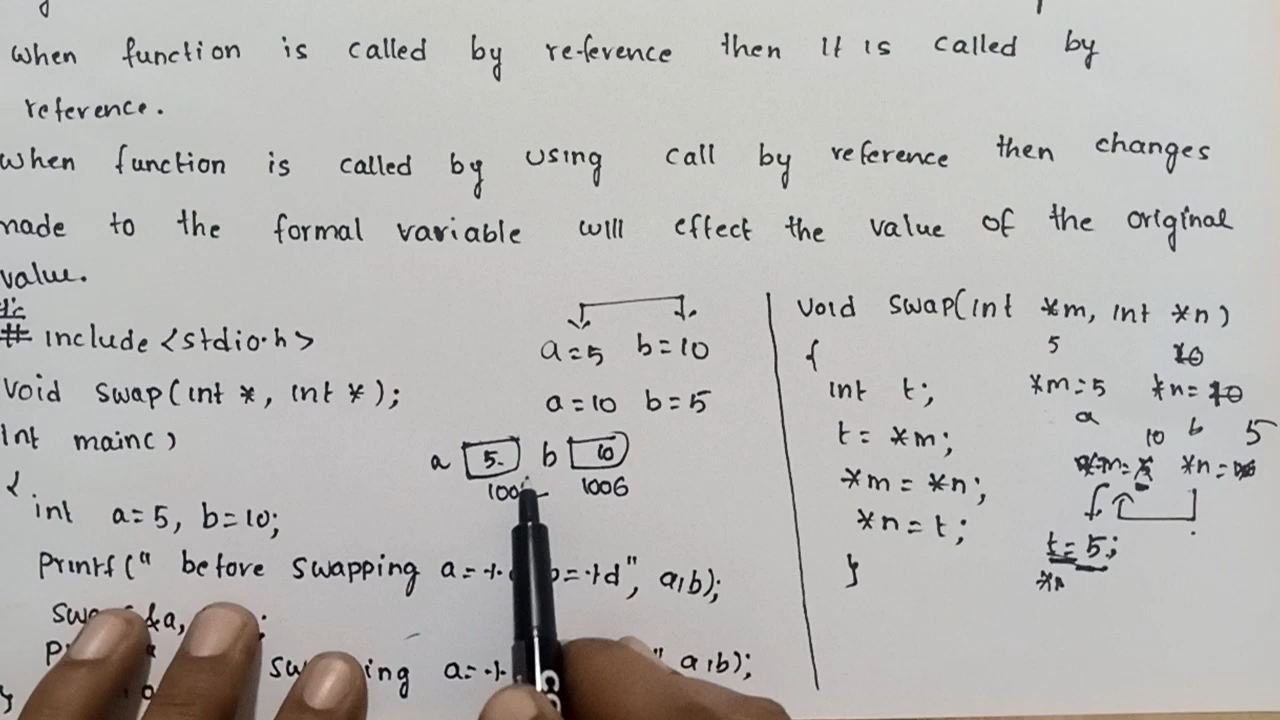 when function is called by reference then it is called by
reference.
when function is called by using call by reference then changes
made to the formal variable will effect the value of the original
value.
# include <stdio.h>
void swap(int *, int *);
int main()
{
int a=5, b=10;
printf(" before swapping a=
b=%d", a,b);
&a,
;
a=%
" a,b);
}
a=5 b=10
a=10 b=5
a 5 b 10
1006
void swap(int *m, int *n)
{
int t;
t = *m;
*m = *n;
*n = t;
}
5 10
*m=5 *n=10
a b
10 5
*m=5 *n=
t=5;
*n